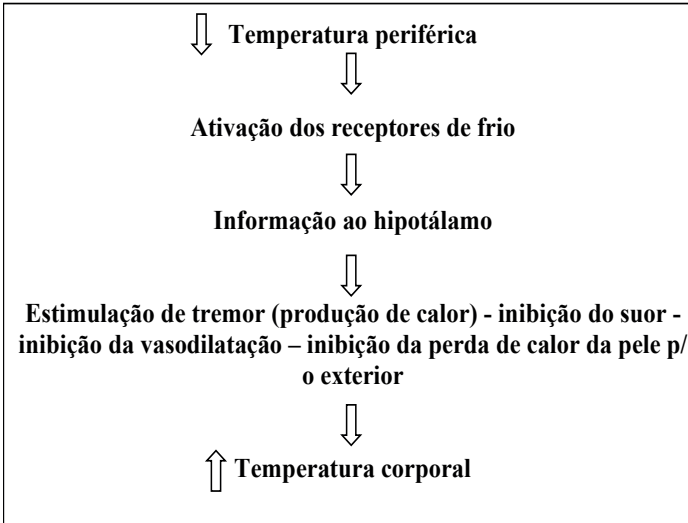 Temperatura periférica
Ativação dos receptores de frio
Informação ao hipotálamo
Estimulação de tremor (produção de calor) - inibição do suor -
inibição da vasodilatação – inibição da perda de calor da pele p/
o exterior
Temperatura corporal